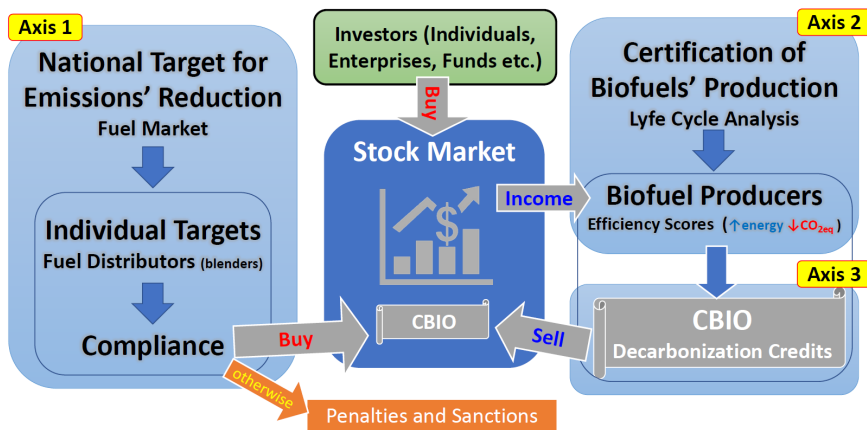 Axis 1
National Target for
Emissions' Reduction
Fuel Market
Individual Targets
Fuel Distributors (blenders)
Compliance
Buy
otherwise
Penalties and Sanctions
Investors (Individuals,
Enterprises, Funds etc.)
Buy
Stock Market
$
CBIO
Income
Sell
Axis 2
Certification of
Biofuels' Production
Lyfe Cycle Analysis
Biofuel Producers
Efficiency Scores (↑energy ↓CO2eq)
Axis 3
CBIO
Decarbonization Credits